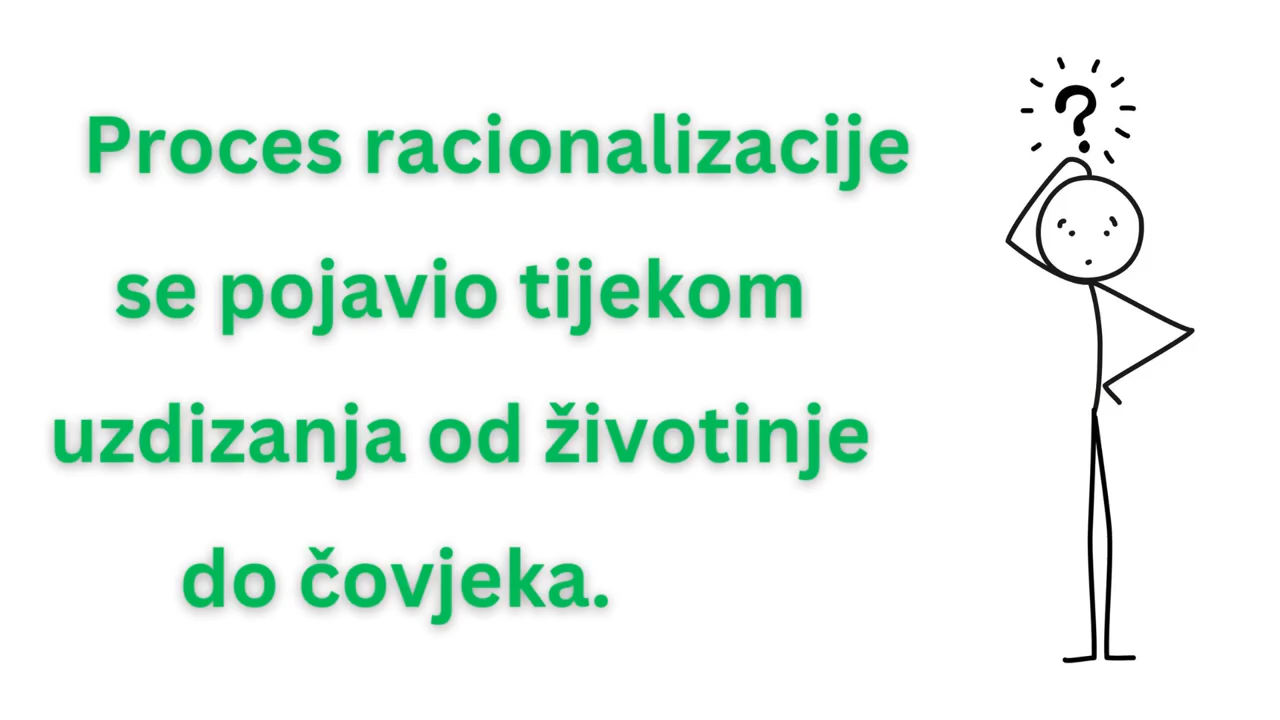 Proces racionalizacije
se pojavio tijekom
uzdizanja od životinje
do čovjeka.
?